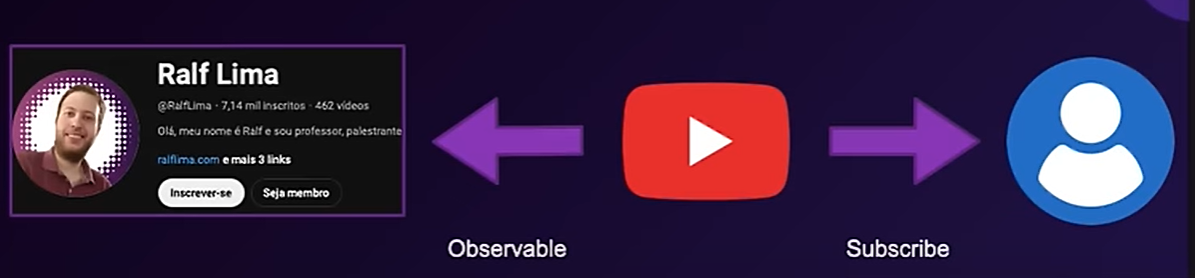 Ralf Lima
@RalfLima · 7,14 mil inscritos · 462 vídeos
Olá, meu nome é Ralf e sou professor, palestrante
ralflima.com e mais 3 links
Inscrever-se Seja membro
Observable Subscribe